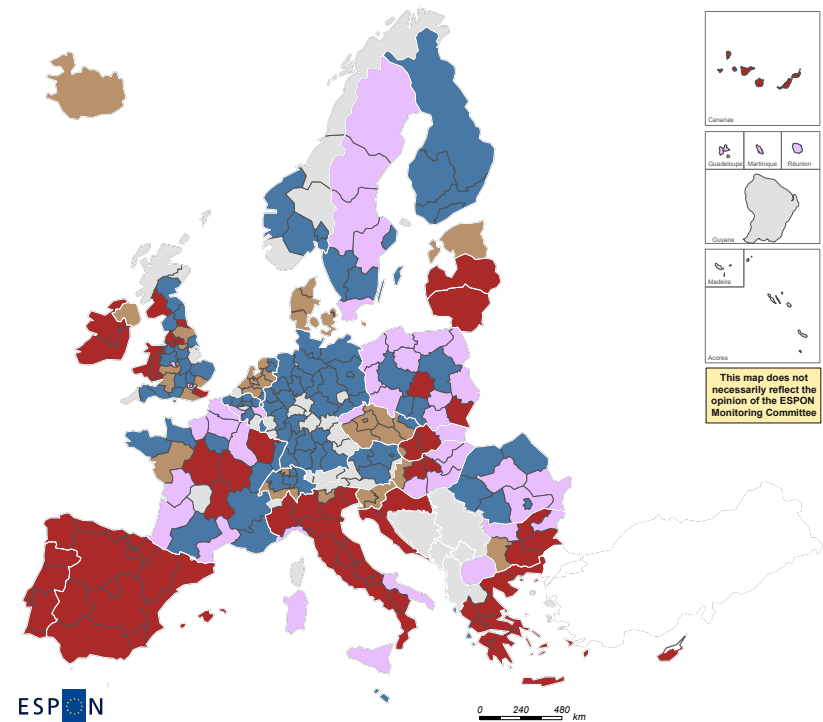 Canarias
Guadeloupe Martinique Réunion
Guyane
Madeira
Acores
This map does not
necessarily reflect the
opinion of the ESPON
Monitoring Committee
ESPON
0 240 480
km